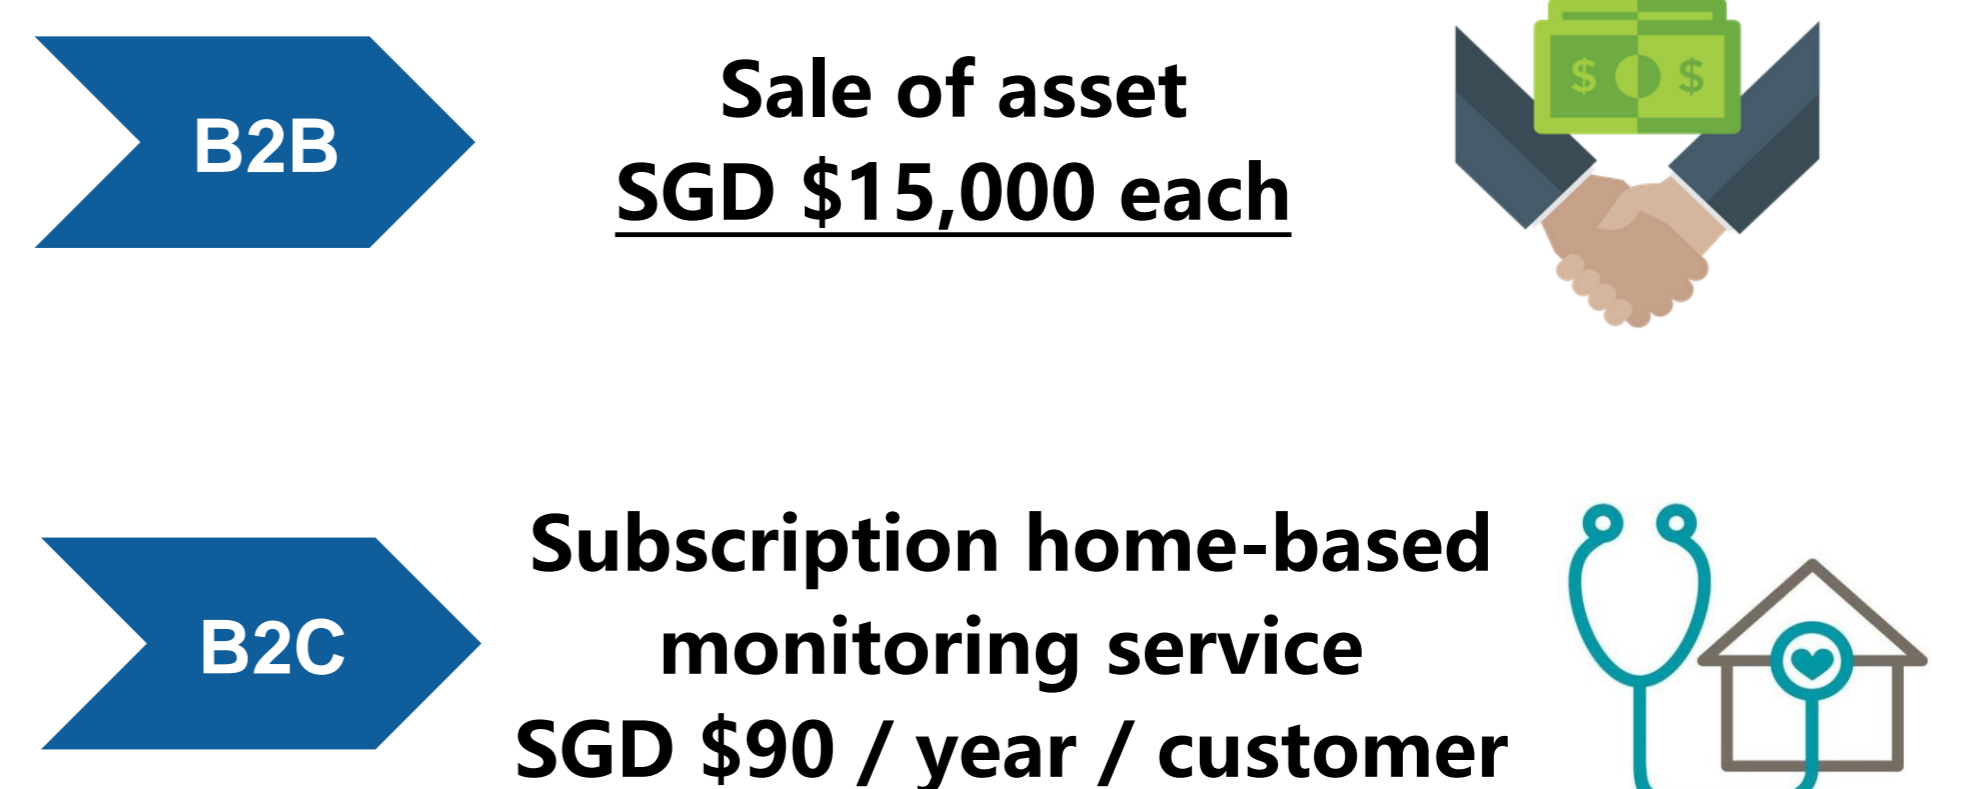 B2B
Sale of asset
SGD $15,000 each
$ $
B2C
Subscription home-based
monitoring service
SGD $90 / year / customer